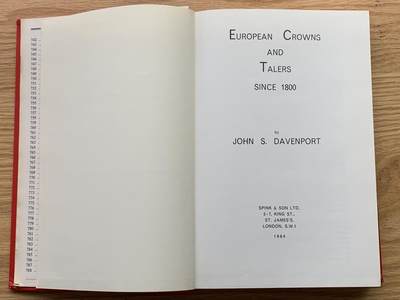 EUROPEAN CROWNS
AND
TALERS
SINCE 1800
by
JOHN S. DAVENPORT
SPINK & SON LTD.
5-7, KING ST.,
ST. JAMES'S,
LONDON, S.W.1
1964